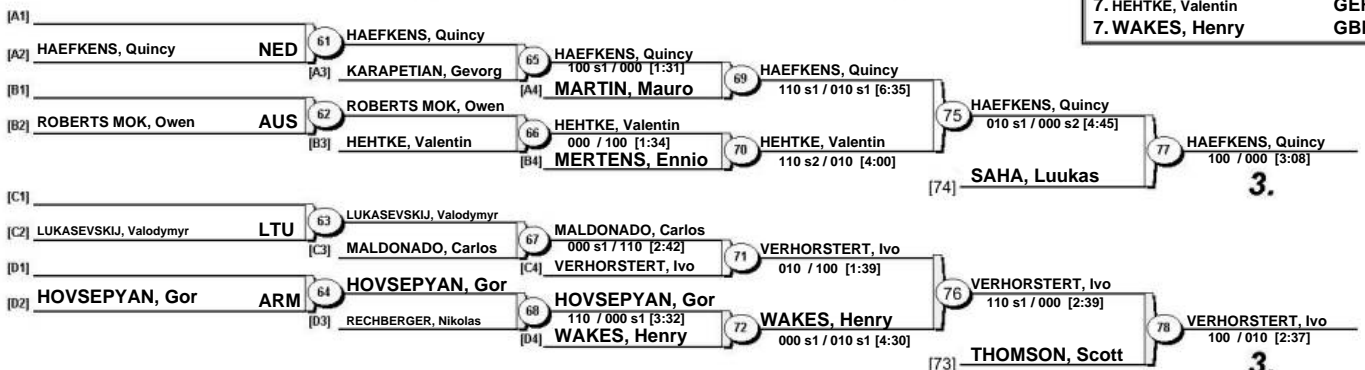 7. HEHTKE, Valentin
7. WAKES, Henry GB
[A1]
[A2] HAEFKENS, Quincy NED
61 HAEFKENS, Quincy
[A3] KARAPETIAN, Gevorg
65 HAEFKENS, Quincy
100 s1 / 000 [1:31]
[A4] MARTIN, Mauro
69 HAEFKENS, Quincy
110 s1 / 010 s1 [6:35]
[B1]
[B2] ROBERTS MOK, Owen AUS
62 ROBERTS MOK, Owen
[B3] HEHTKE, Valentin
66 HEHTKE, Valentin
000 / 100 [1:34]
[B4] MERTENS, Ennio
70 HEHTKE, Valentin
110 s2 / 010 [4:00]
75 HAEFKENS, Quincy
010 s1 / 000 s2 [4:45]
[74] SAHA, Luukas
77 HAEFKENS, Quincy
100 / 000 [3:08]
3.
[C1]
[C2] LUKASEVSKIJ, Valodymyr LTU
63 LUKASEVSKIJ, Valodymyr
[C3] MALDONADO, Carlos
67 MALDONADO, Carlos
000 s1 / 110 [2:42]
[C4] VERHORSTERT, Ivo
71 VERHORSTERT, Ivo
010 / 100 [1:39]
[D1]
[D2] HOVSEPYAN, Gor ARM
64 HOVSEPYAN, Gor
[D3] RECHBERGER, Nikolas
68 HOVSEPYAN, Gor
110 / 000 s1 [3:32]
[D4] WAKES, Henry
72 WAKES, Henry
000 s1 / 010 s1 [4:30]
76 VERHORSTERT, Ivo
110 s1 / 000 [2:39]
[73] THOMSON, Scott
78 VERHORSTERT, Ivo
100 / 010 [2:37]
3.